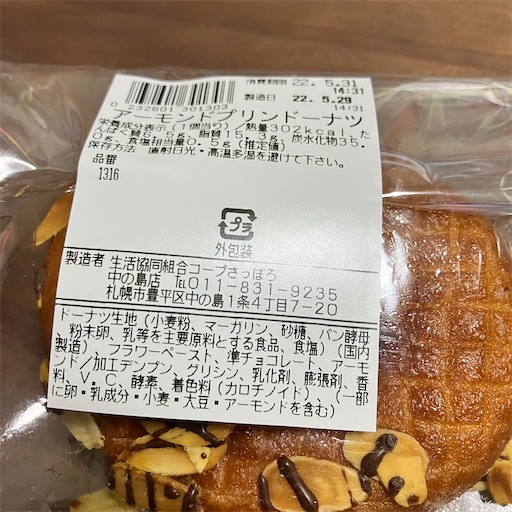 0 232601 301303
消費期限 22. 5.31
14:31
製造日 22. 5.29
14:31
アーモンドプリンドーナツ
栄養成分表示（1個当り）／熱量302kcal、た
んぱく質6．5g、脂質15．3g、炭水化物35．
0g、食塩相当量0．5g（推定値）
保存方法 直射日光・高温多湿を避けて下さい。
品番
1316
プラ
外包装
製造者 生活協同組合コープさっぽろ
中の島店 TEL011-831-9235
札幌市豊平区中の島1条4丁目7-20
ドーナツ生地（小麦粉、マーガリン、砂糖、パン酵母
、粉末卵、乳等を主要原料とする食品、食塩）（国内
製造）、フラワーペースト、準チョコレート、アーモ
ンド／加工デンプン、グリシン、乳化剤、膨張剤、香
料、V．C、酵素、着色料（カロチノイド）、（一部
に卵・乳成分・小麦・大豆・アーモンドを含む）